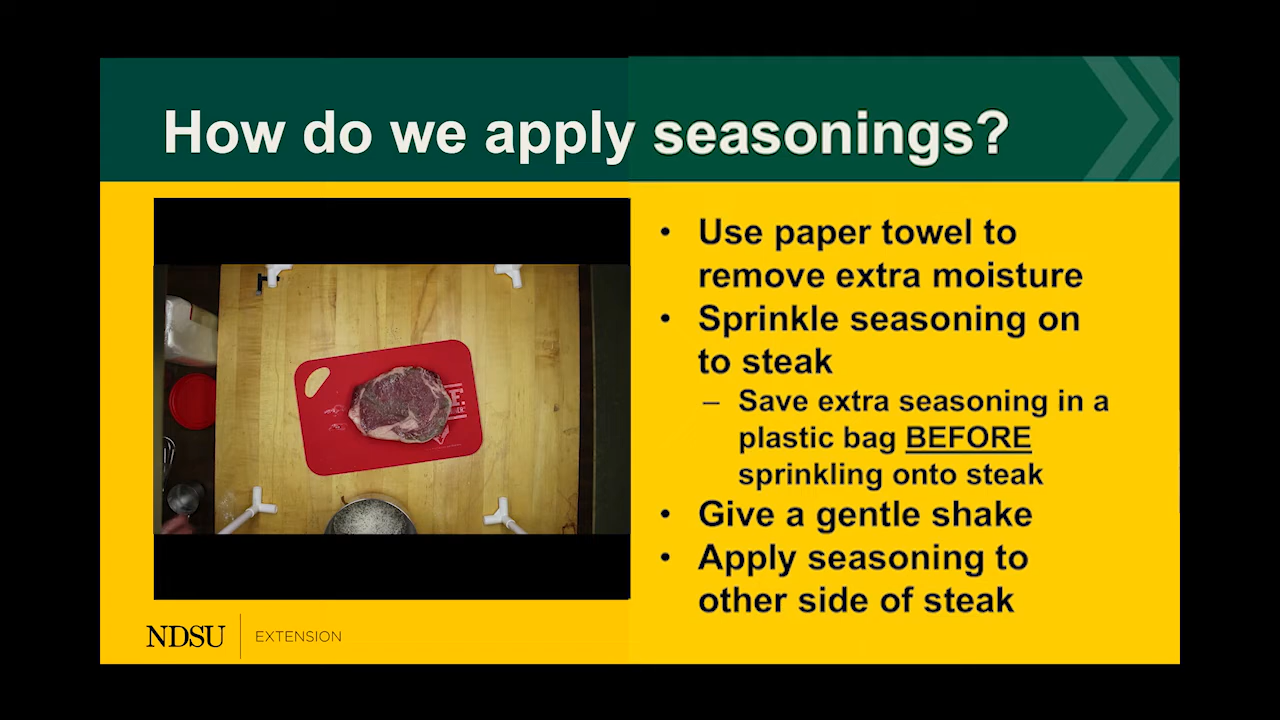 How do we apply seasonings?
• Use paper towel to
remove extra moisture
• Sprinkle seasoning on
to steak
– Save extra seasoning in a
plastic bag BEFORE
sprinkling onto steak
• Give a gentle shake
• Apply seasoning to
other side of steak
NDSU EXTENSION